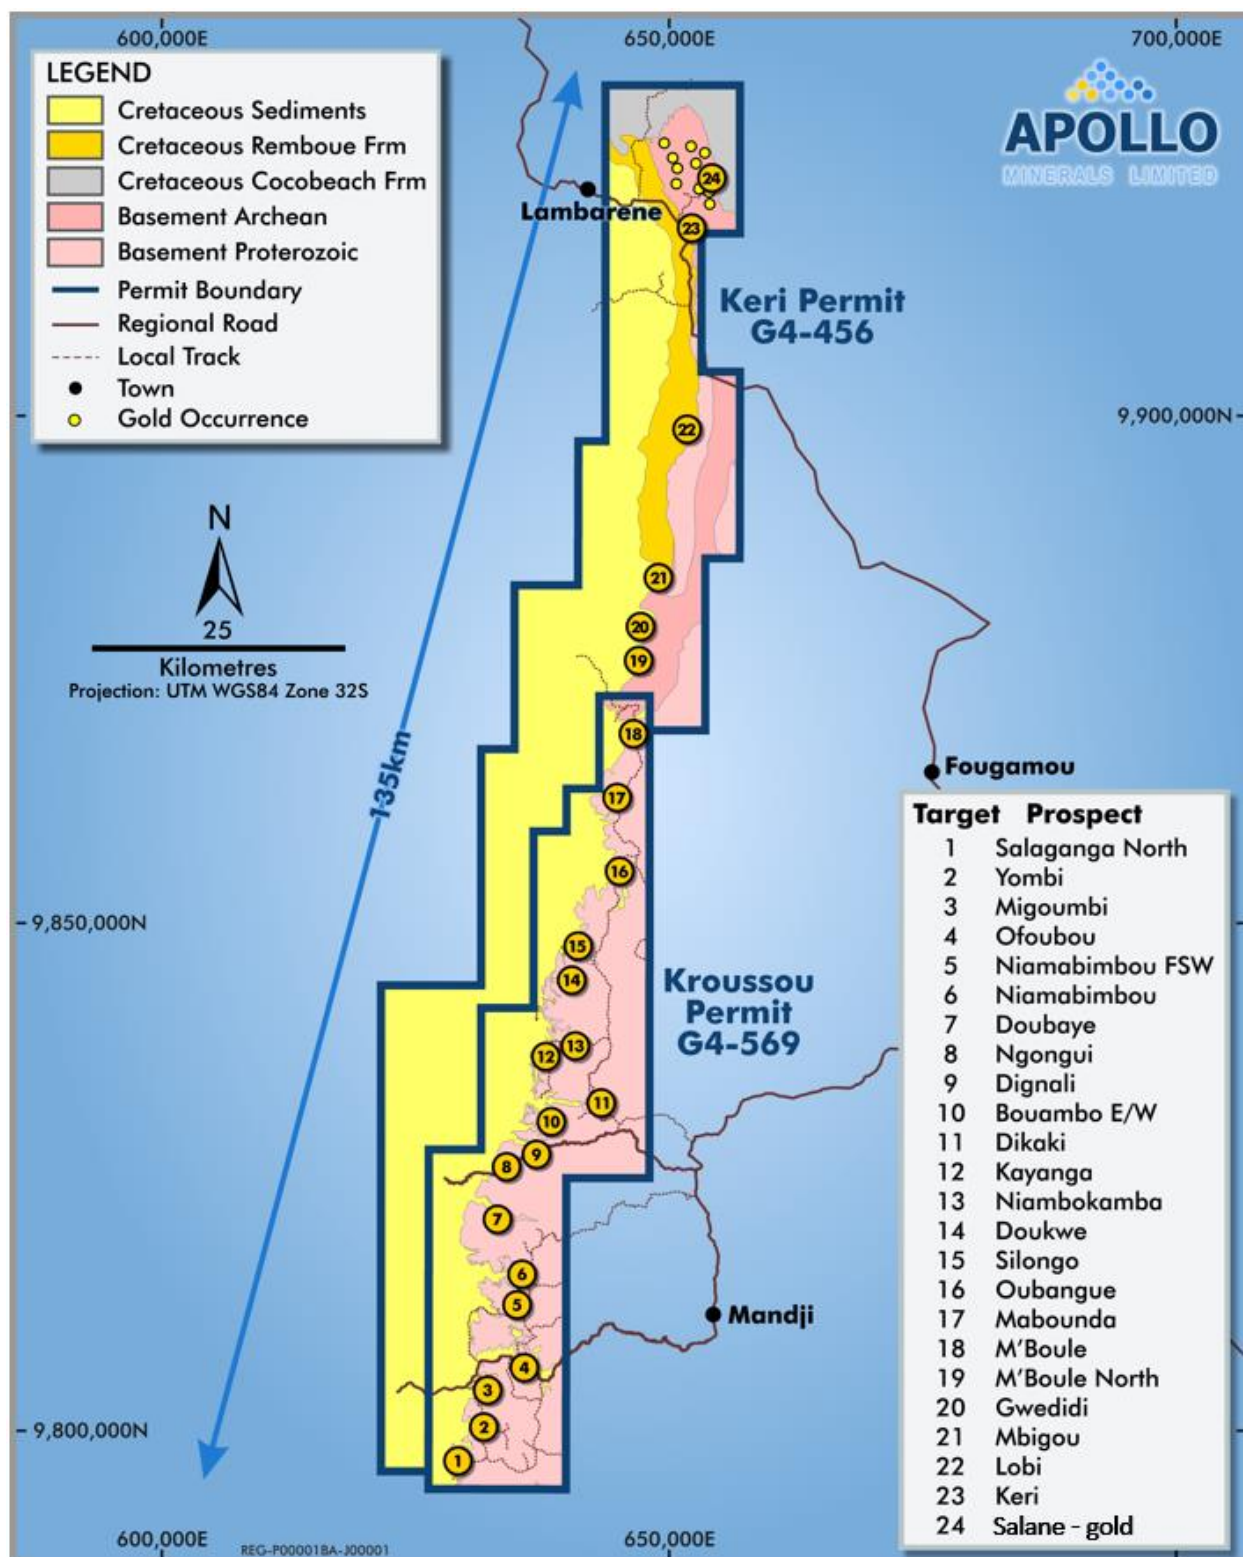 600,000E
650,000E
700,000E
LEGEND
Cretaceous Sediments
Cretaceous Remboue Frm
Cretaceous Cocobeach Frm
Basement Archean
Basement Proterozoic
Permit Boundary
Regional Road
Local Track
Town
Gold Occurrence
APOLLO
MINERALS LIMITED
Lambarene
24
23
Keri Permit
G4-456
9,900,000N
22
N
25
Kilometres
Projection: UTM WGS84 Zone 32S
21
20
19
135km
18
Fougamou
17
16
9,850,000N
15
14
Kroussou
Permit
G4-569
13
12
11
10
9
8
7
6
5
Mandji
4
3
2
9,800,000N
1
Target Prospect
1 Salaganga North
2 Yombi
3 Migoumbi
4 Ofoubou
5 Niamabimbou FSW
6 Niamabimbou
7 Doubaye
8 Ngongui
9 Dignali
10 Bouambo E/W
11 Dikaki
12 Kayanga
13 Niambokamba
14 Doukwe
15 Silongo
16 Oubangue
17 Mabounda
18 M'Boule
19 M'Boule North
20 Gwedidi
21 Mbigou
22 Lobi
23 Keri
24 Salane - gold
600,000E
REG-P00001BA-J00001
650,000E